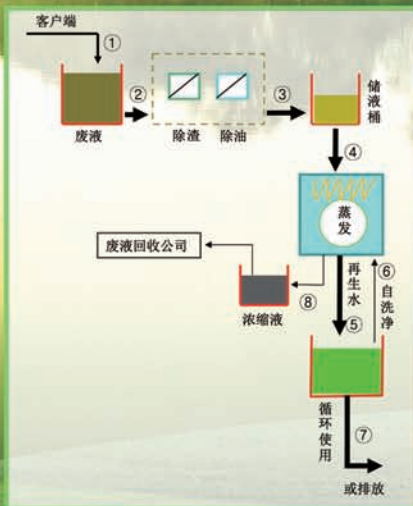 客户端
①
废液
②
除渣
除油
③
储液桶
④
蒸发
废液回收公司
浓缩液
⑧
再生水
⑤
⑥
自洗净
循环使用
⑦
或排放